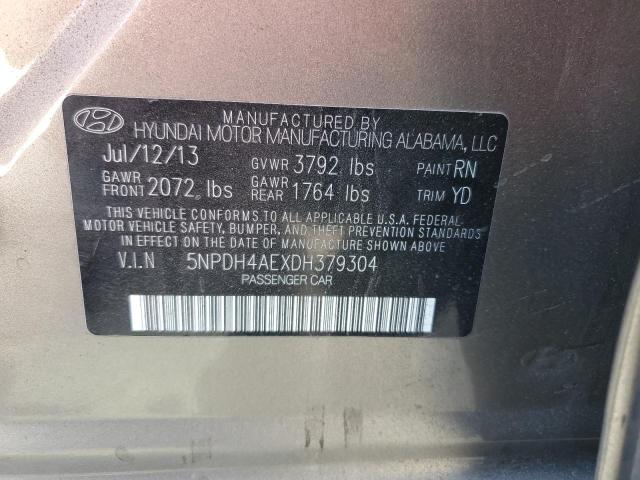 MANUFACTURED BY
HYUNDAI MOTOR MANUFACTURING ALABAMA, LLC
Jul/12/13 GVWR 3792 lbs PAINT RN
GAWR FRONT 2072 lbs GAWR REAR 1764 lbs TRIM YD
THIS VEHICLE CONFORMS TO ALL APPLICABLE U.S.A. FEDERAL
MOTOR VEHICLE SAFETY, BUMPER, AND THEFT PREVENTION STANDARDS
IN EFFECT ON THE DATE OF MANUFACTURE SHOWN ABOVE
V.I.N 5NPDH4AEXDH379304
PASSENGER CAR